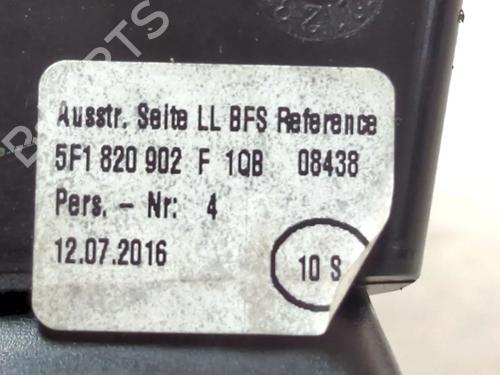 Ausstr. Seite LL BFS Reference
5F1 820 902 F 1QB 08438
Pers. - Nr: 4
12.07.2016
10 S